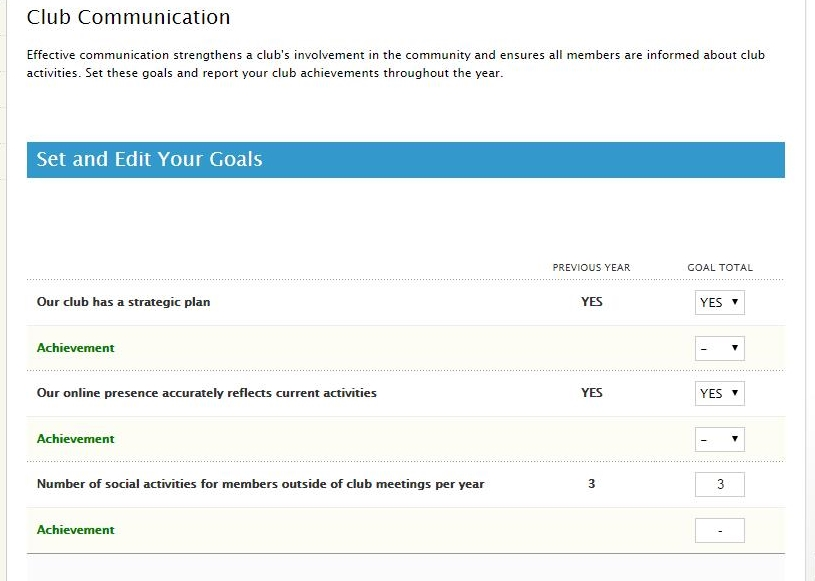 Club Communication
Effective communication strengthens a club's involvement in the community and ensures all members are informed about club
activities. Set these goals and report your club achievements throughout the year.
Set and Edit Your Goals
PREVIOUS YEAR GOAL TOTAL
Our club has a strategic plan YES YES ▼
Achievement – ▼
Our online presence accurately reflects current activities YES YES ▼
Achievement – ▼
Number of social activities for members outside of club meetings per year 3 3
Achievement -